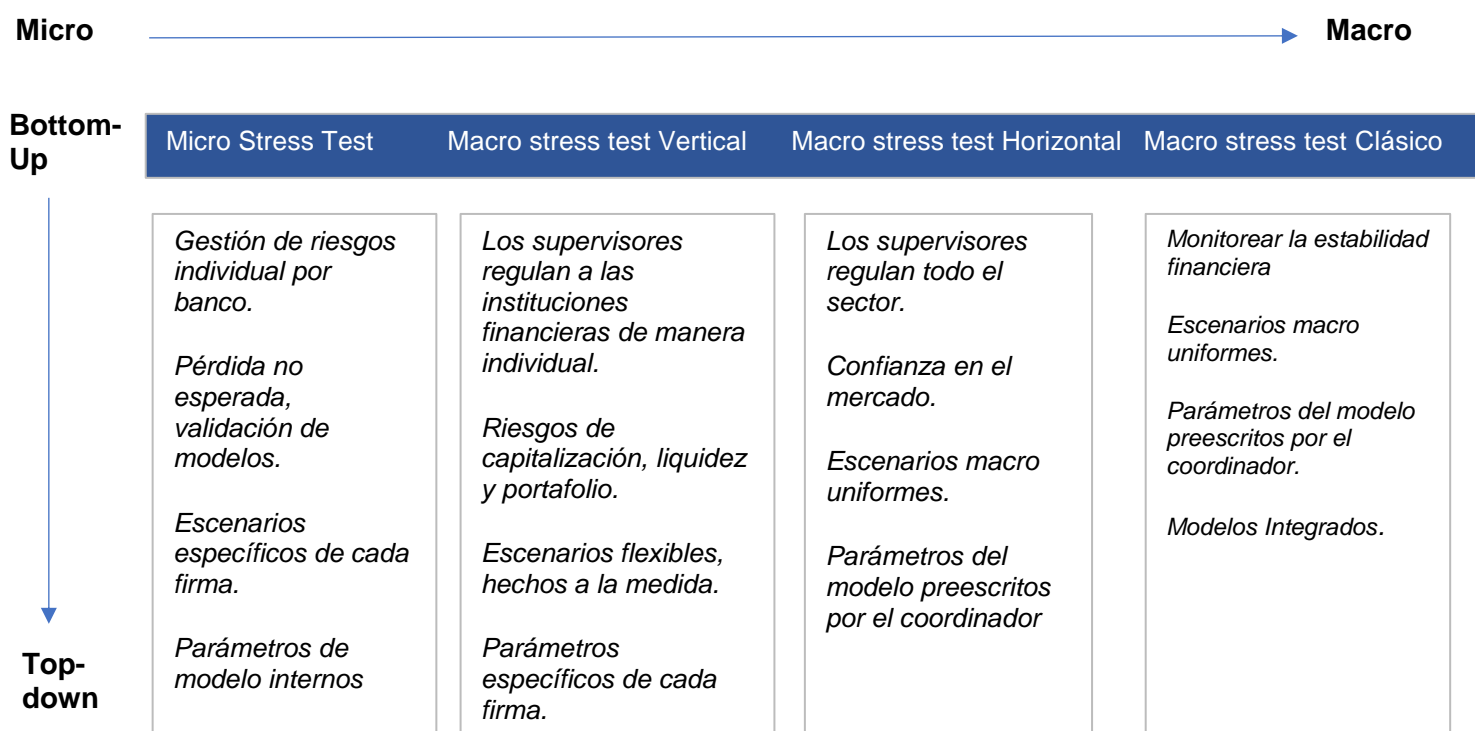 Micro
Macro
Bottom-
Up
Micro Stress Test
Macro stress test Vertical
Macro stress test Horizontal
Macro stress test Clásico
Gestión de riesgos
individual por
banco.
Pérdida no
esperada,
validación de
modelos.
Escenarios
específicos de cada
firma.
Parámetros de
modelo internos
Los supervisores
regulan a las
instituciones
financieras de manera
individual.
Riesgos de
capitalización, liquidez
y portafolio.
Escenarios flexibles,
hechos a la medida.
Parámetros
específicos de cada
firma.
Los supervisores
regulan todo el
sector.
Confianza en el
mercado.
Escenarios macro
uniformes.
Parámetros del
modelo preescritos
por el coordinador
Monitorear la estabilidad
financiera
Escenarios macro
uniformes.
Parámetros del modelo
preescritos por el
coordinador.
Modelos Integrados.
Top-
down